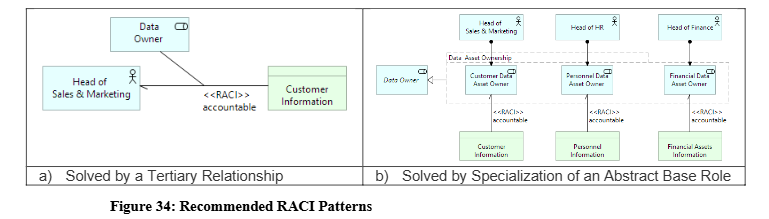 Data
Owner
Head of
Sales & Marketing
<<RACI>>
accountable
Customer
Information
a) Solved by a Tertiary Relationship
Head of
Sales & Marketing
Head of HR
Head of Finance
Data Asset Ownership
Data Owner
Customer Data
Asset Owner
Personnel Data
Asset Owner
Financial Data
Asset Owner
<<RACI>>
accountable
<<RACI>>
accountable
<<RACI>>
accountable
Customer
Information
Personnel
Information
Financial Assets
Information
b) Solved by Specialization of an Abstract Base Role
Figure 34: Recommended RACI Patterns